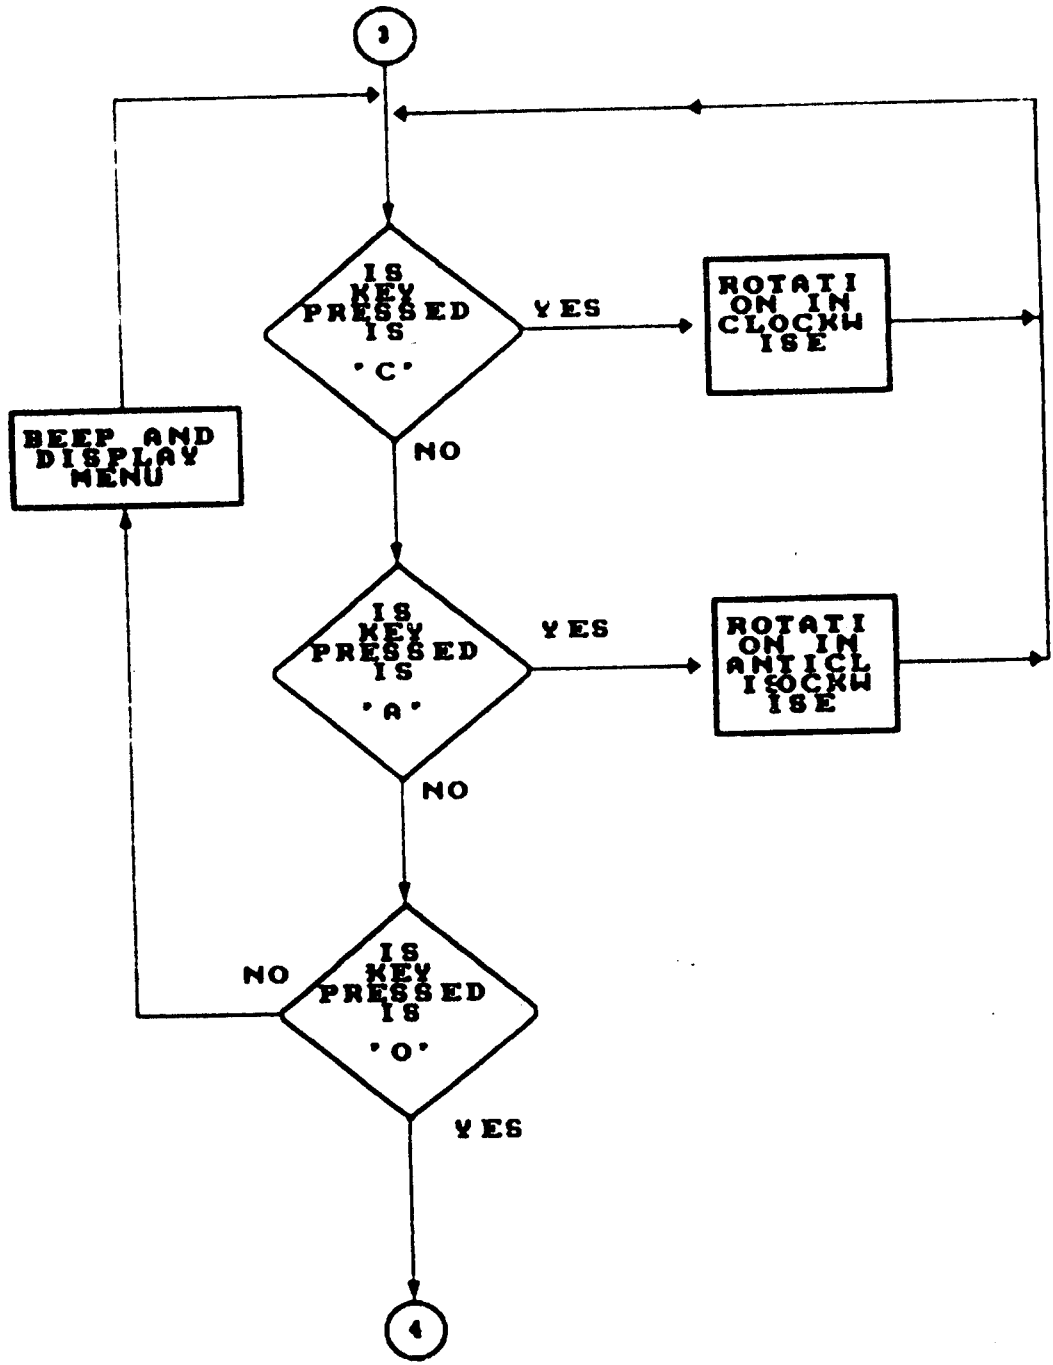 3
IS
KEY
PRESSED
IS
"C"
YES
ROTATI
ON IN
CLOCKW
ISE
NO
BEEP AND
DISPLAY
MENU
IS
KEY
PRESSED
IS
"A"
YES
ROTATI
ON IN
ANTICL
OCKW
ISE
NO
IS
KEY
PRESSED
IS
"O"
NO
YES
4